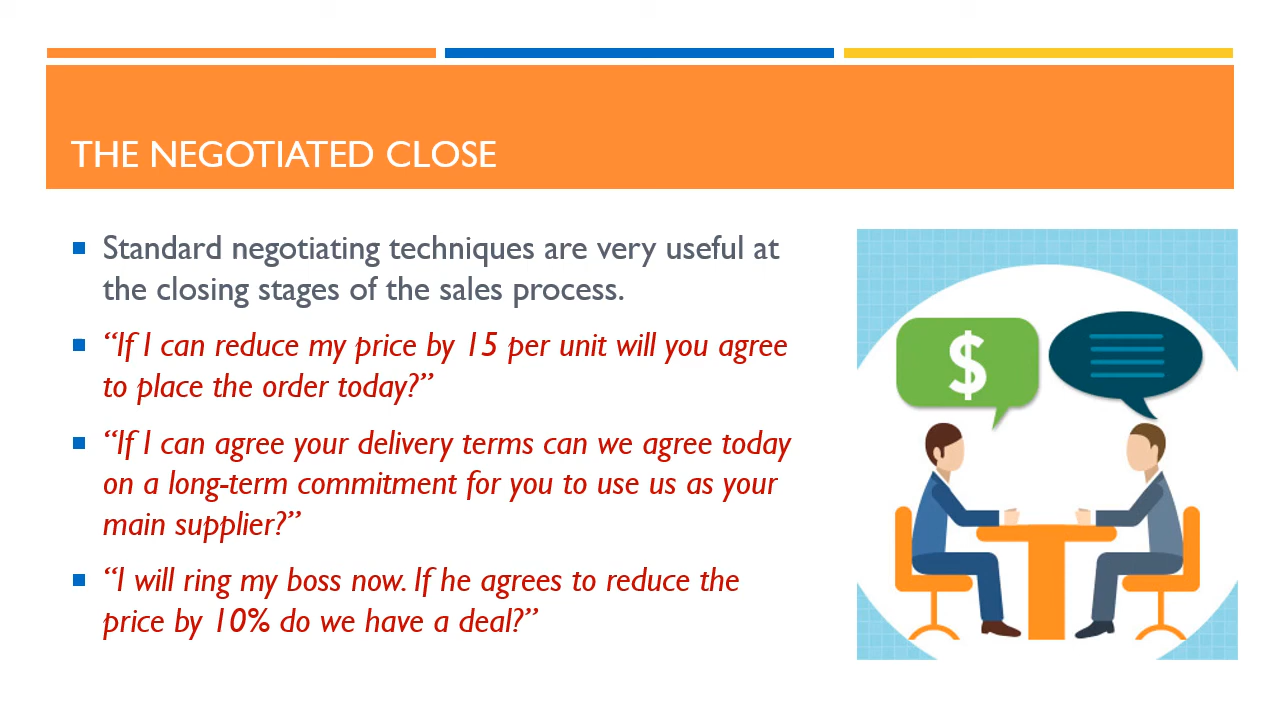 THE NEGOTIATED CLOSE
Standard negotiating techniques are very useful at
the closing stages of the sales process.
“If I can reduce my price by 15 per unit will you agree
to place the order today?”
“If I can agree your delivery terms can we agree today
on a long-term commitment for you to use us as your
main supplier?”
“I will ring my boss now. If he agrees to reduce the
price by 10% do we have a deal?”
$